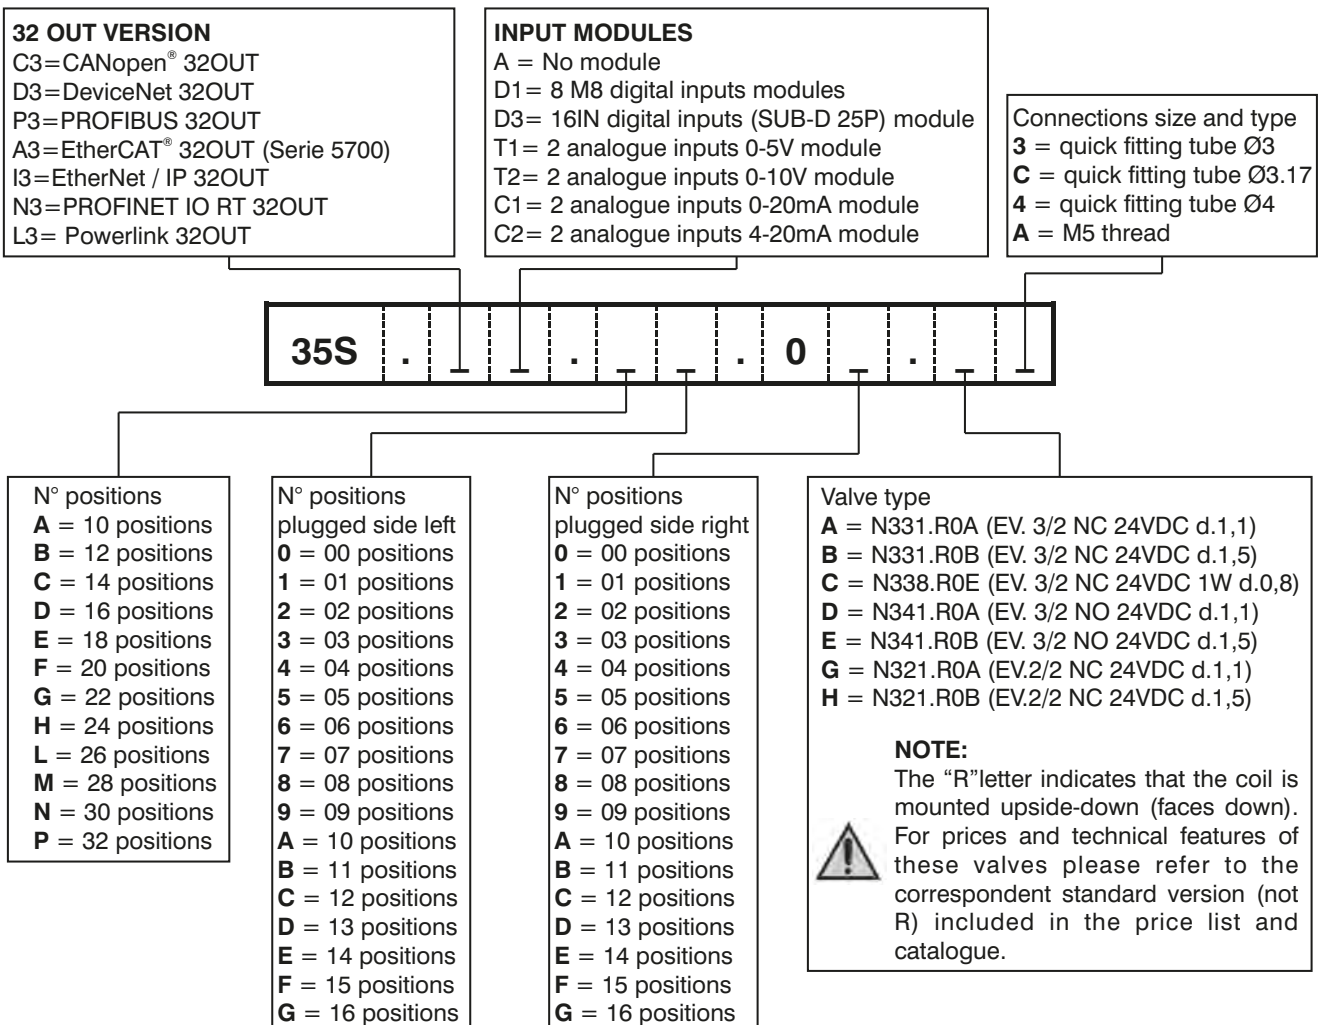 32 OUT VERSION
C3=CANopen® 32OUT
D3=DeviceNet 32OUT
P3=PROFIBUS 32OUT
A3=EtherCAT® 32OUT (Serie 5700)
I3=EtherNet / IP 32OUT
N3=PROFINET IO RT 32OUT
L3= Powerlink 32OUT
INPUT MODULES
A = No module
D1= 8 M8 digital inputs modules
D3= 16IN digital inputs (SUB-D 25P) module
T1= 2 analogue inputs 0-5V module
T2= 2 analogue inputs 0-10V module
C1= 2 analogue inputs 0-20mA module
C2= 2 analogue inputs 4-20mA module
Connections size and type
3 = quick fitting tube Ø3
C = quick fitting tube Ø3.17
4 = quick fitting tube Ø4
A = M5 thread
35S . _ _ . _ _ . 0 _ . _ _
N° positions
A = 10 positions
B = 12 positions
C = 14 positions
D = 16 positions
E = 18 positions
F = 20 positions
G = 22 positions
H = 24 positions
L = 26 positions
M = 28 positions
N = 30 positions
P = 32 positions
N° positions
plugged side left
0 = 00 positions
1 = 01 positions
2 = 02 positions
3 = 03 positions
4 = 04 positions
5 = 05 positions
6 = 06 positions
7 = 07 positions
8 = 08 positions
9 = 09 positions
A = 10 positions
B = 11 positions
C = 12 positions
D = 13 positions
E = 14 positions
F = 15 positions
G = 16 positions
N° positions
plugged side right
0 = 00 positions
1 = 01 positions
2 = 02 positions
3 = 03 positions
4 = 04 positions
5 = 05 positions
6 = 06 positions
7 = 07 positions
8 = 08 positions
9 = 09 positions
A = 10 positions
B = 11 positions
C = 12 positions
D = 13 positions
E = 14 positions
F = 15 positions
G = 16 positions
Valve type
A = N331.R0A (EV. 3/2 NC 24VDC d.1,1)
B = N331.R0B (EV. 3/2 NC 24VDC d.1,5)
C = N338.R0E (EV. 3/2 NC 24VDC 1W d.0,8)
D = N341.R0A (EV. 3/2 NO 24VDC d.1,1)
E = N341.R0B (EV. 3/2 NO 24VDC d.1,5)
G = N321.R0A (EV.2/2 NC 24VDC d.1,1)
H = N321.R0B (EV.2/2 NC 24VDC d.1,5)
NOTE:
The “R”letter indicates that the coil is
mounted upside-down (faces down).
For prices and technical features of
these valves please refer to the
correspondent standard version (not
R) included in the price list and
catalogue.